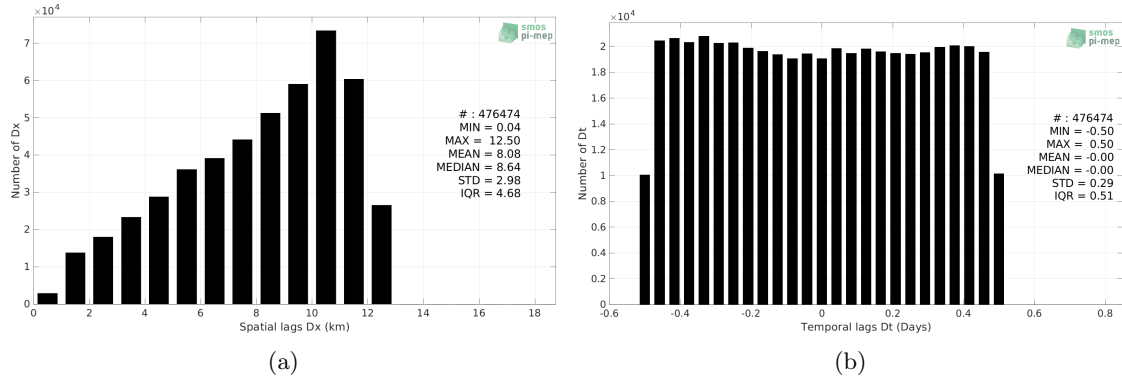 ×10^4
smos
pi-mep
7
6
5
4
3
2
1
0
Number of Dx
# : 476474
MIN = 0.04
MAX = 12.50
MEAN = 8.08
MEDIAN = 8.64
STD = 2.98
IQR = 4.68
0 2 4 6 8 10 12 14 16 18
Spatial lags Dx (km)
(a)
×10^4
smos
pi-mep
2
1.8
1.6
1.4
1.2
1
0.8
0.6
0.4
0.2
0
Number of Dt
# : 476474
MIN = -0.50
MAX = 0.50
MEAN = -0.00
MEDIAN = -0.00
STD = 0.29
IQR = 0.51
-0.6 -0.4 -0.2 0 0.2 0.4 0.6 0.8
Temporal lags Dt (Days)
(b)